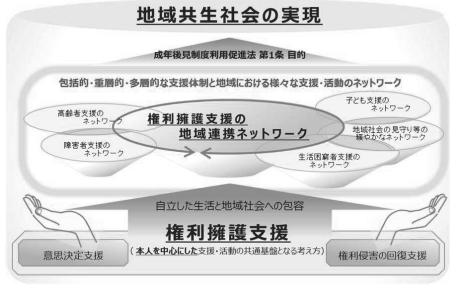 地域共生社会の実現
成年後見制度利用促進法 第1条 目的
包括的・重層的・多層的な支援体制と地域における様々な支援・活動のネットワーク
高齢者支援の
ネットワーク
障害者支援の
ネットワーク
権利擁護支援の
地域連携ネットワーク
子ども支援の
ネットワーク
地域社会の見守り等の
緩やかなネットワーク
生活困窮者支援の
ネットワーク
自立した生活と地域社会への包容
権利擁護支援
(本人を中心にした支援・活動の共通基盤となる考え方)
意思決定支援
権利侵害の回復支援